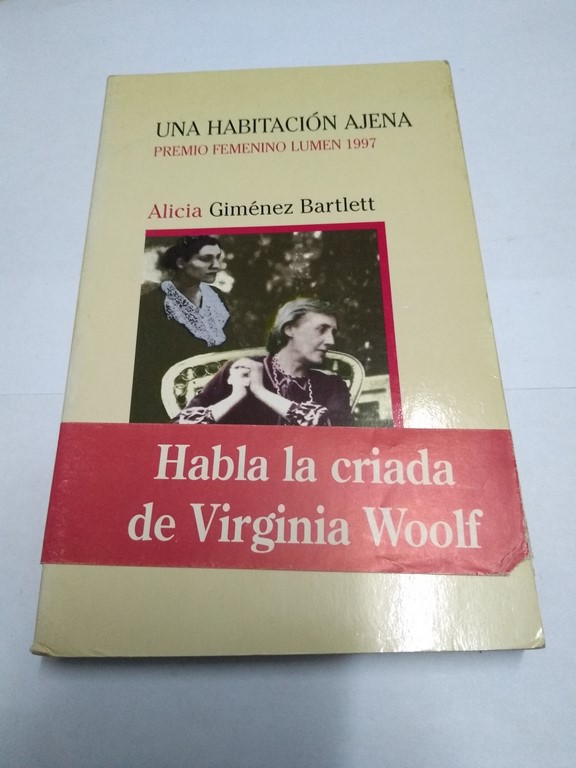 UNA HABITACIÓN AJENA
PREMIO FEMENINO LUMEN 1997
Alicia Giménez Bartlett
Habla la criada
de Virginia Woolf